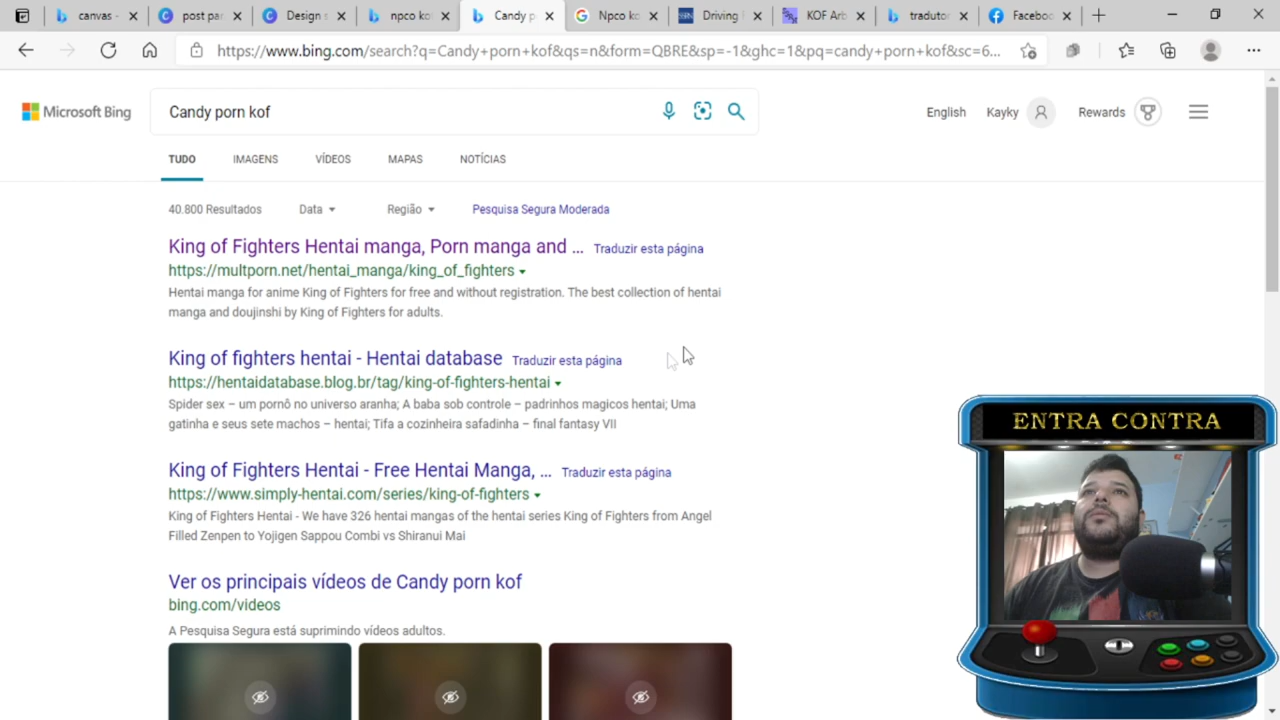 canvas -
post par
Design s
npco ko
Candy p
Npco ko
SSRN
Driving
KOF Art
tradutor
Facebo
https://www.bing.com/search?q=Candy+porn+kof&qs=n&form=QBRE&sp=-1&ghc=1&pq=candy+porn+kof&sc=6...
Microsoft Bing
Candy porn kof
English
Kayky
Rewards
TUDO
IMAGENS
VÍDEOS
MAPAS
NOTÍCIAS
40.800 Resultados
Data
Região
Pesquisa Segura Moderada
King of Fighters Hentai manga, Porn manga and ... Traduzir esta página
https://multporn.net/hentai_manga/king_of_fighters
Hentai manga for anime King of Fighters for free and without registration. The best collection of hentai
manga and doujinshi by King of Fighters for adults.
King of fighters hentai - Hentai database Traduzir esta página
https://hentaidatabase.blog.br/tag/king-of-fighters-hentai
Spider sex – um pornô no universo aranha; A baba sob controle – padrinhos magicos hentai; Uma
gatinha e seus sete machos – hentai; Tifa a cozinheira safadinha – final fantasy VII
King of Fighters Hentai - Free Hentai Manga, ... Traduzir esta página
https://www.simply-hentai.com/series/king-of-fighters
King of Fighters Hentai - We have 326 hentai mangas of the hentai series King of Fighters from Angel
Filled Zenpen to Yojigen Sappou Combi vs Shiranui Mai
Ver os principais vídeos de Candy porn kof
bing.com/videos
A Pesquisa Segura está suprimindo vídeos adultos.
ENTRA CONTRA